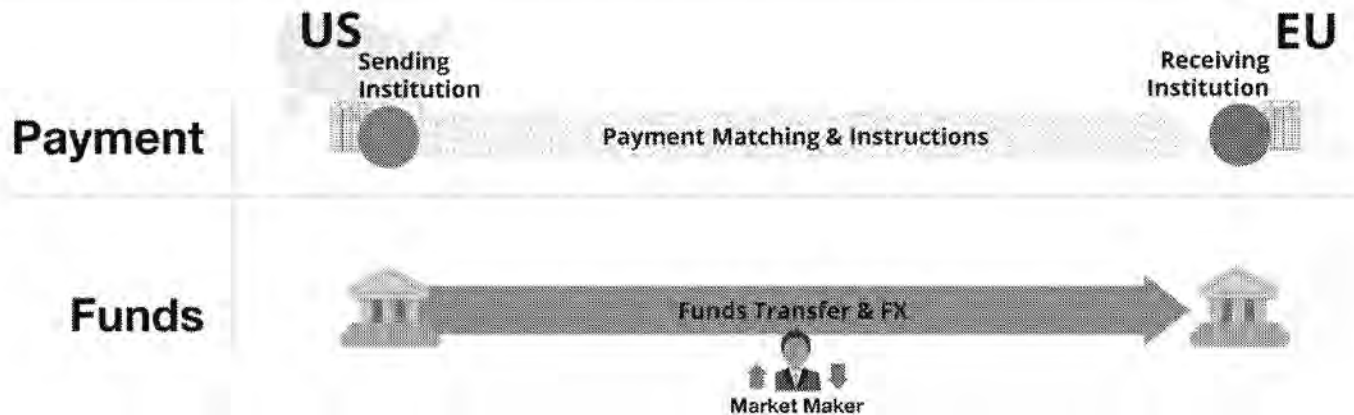 US
EU
Sending
Institution
Receiving
Institution
Payment
Payment Matching & Instructions
Funds
Funds Transfer & FX
Market Maker